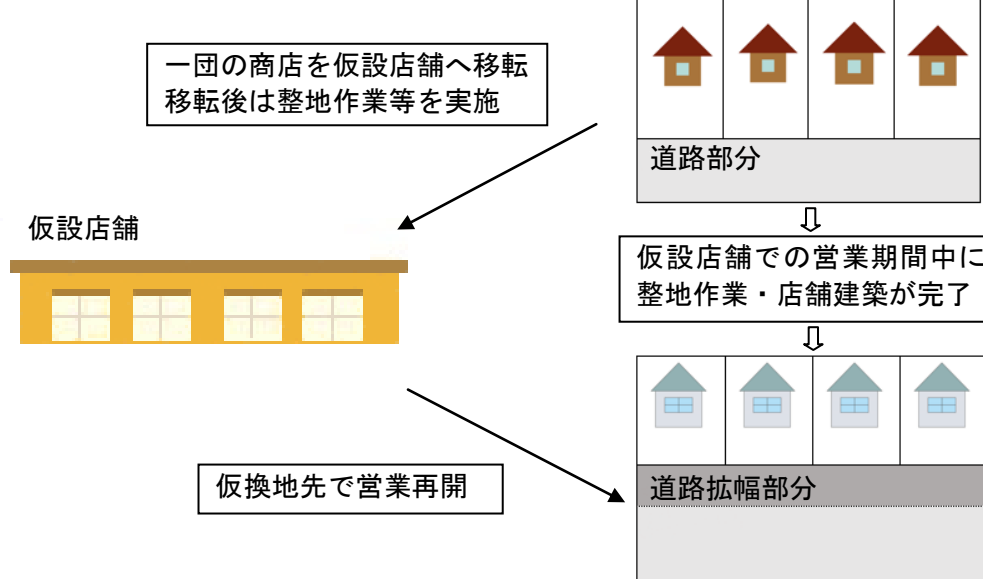 一団の商店を仮設店舗へ移転
移転後は整地作業等を実施
道路部分
仮設店舗
仮設店舗での営業期間中に
整地作業・店舗建築が完了
仮換地先で営業再開
道路拡幅部分